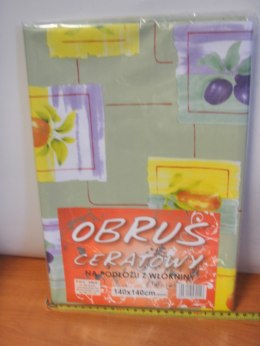 OBRUS
CERATOWY
NA PODŁOŻU Z WŁÓKNINY
140x140cm